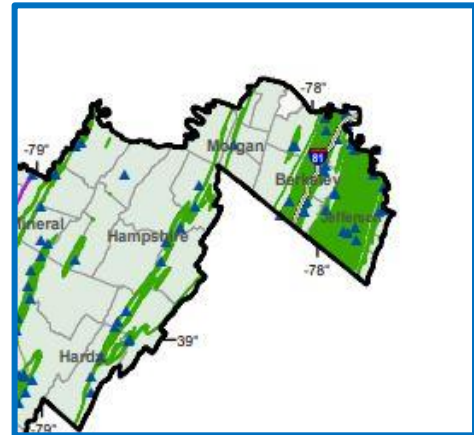 -78°
-79°
Morgan
81
Berkeley
Jefferson
Mineral
Hampshire
-78°
39°
Hardy
-79°